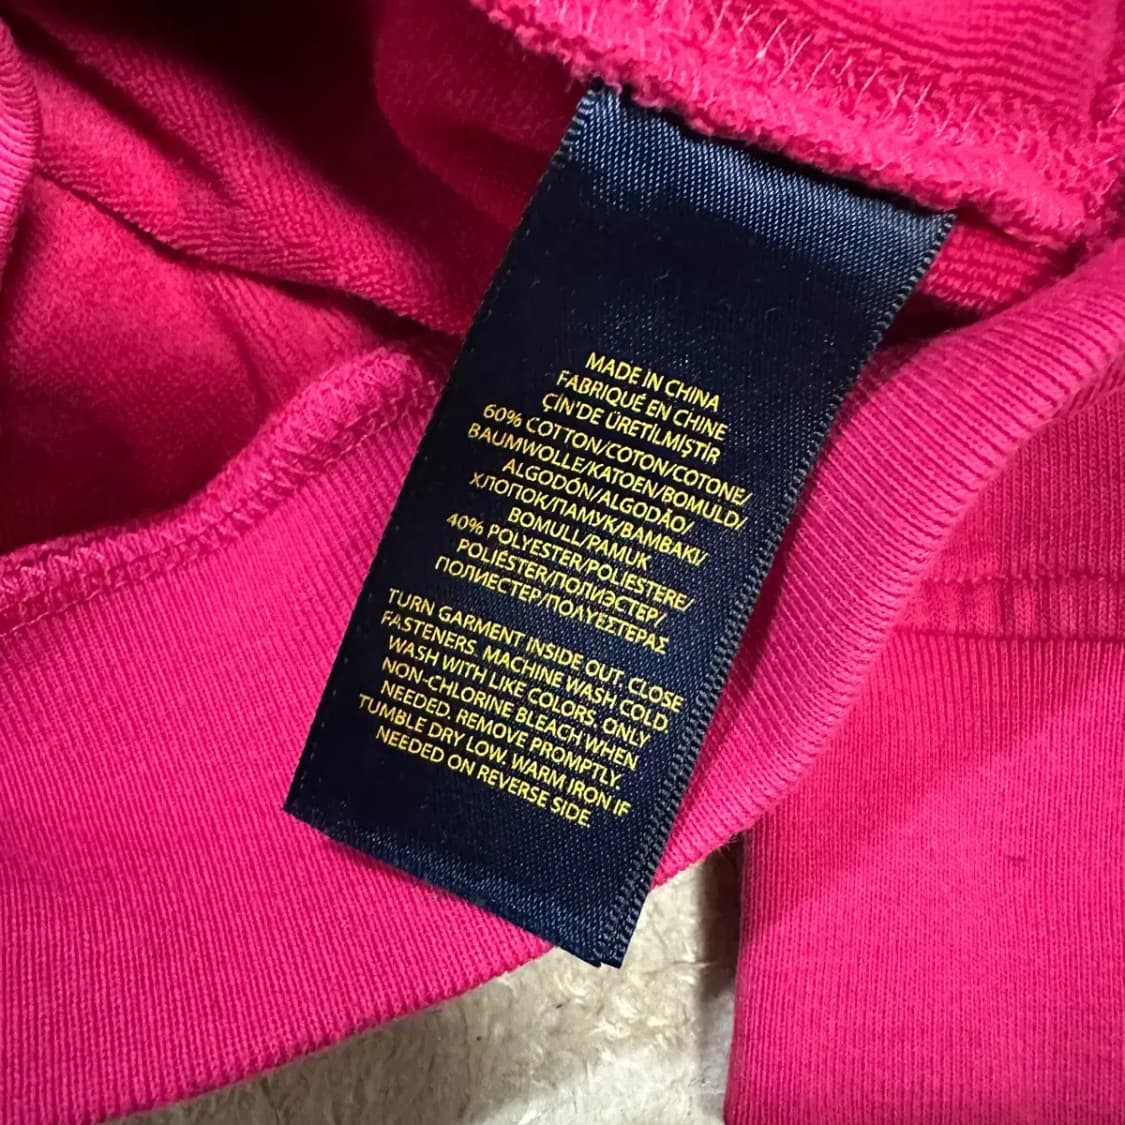 MADE IN CHINA
FABRIQUÉ EN CHINE
ÇİN'DE ÜRETİLMİŞTİR
60% COTTON/COTON/COTONE/
BAUMWOLLE/KATOEN/BOMULD/
ALGODÓN/ALGODÃO/
ХЛОПОК/ПАМУК/ΒΑΜΒΑΚΙ/
BOMULL/PAMUK
40% POLYESTER/POLIESTERE/
POLIÉSTER/ПОЛИЭСТЕР/
ПОЛИЕСТЕР/ΠΟΛΥΕΣΤΕΡΑΣ
TURN GARMENT INSIDE OUT. CLOSE
FASTENERS. MACHINE WASH COLD.
WASH WITH LIKE COLORS. ONLY
NON-CHLORINE BLEACH WHEN
NEEDED. REMOVE PROMPTLY.
TUMBLE DRY LOW. WARM IRON IF
NEEDED ON REVERSE SIDE.